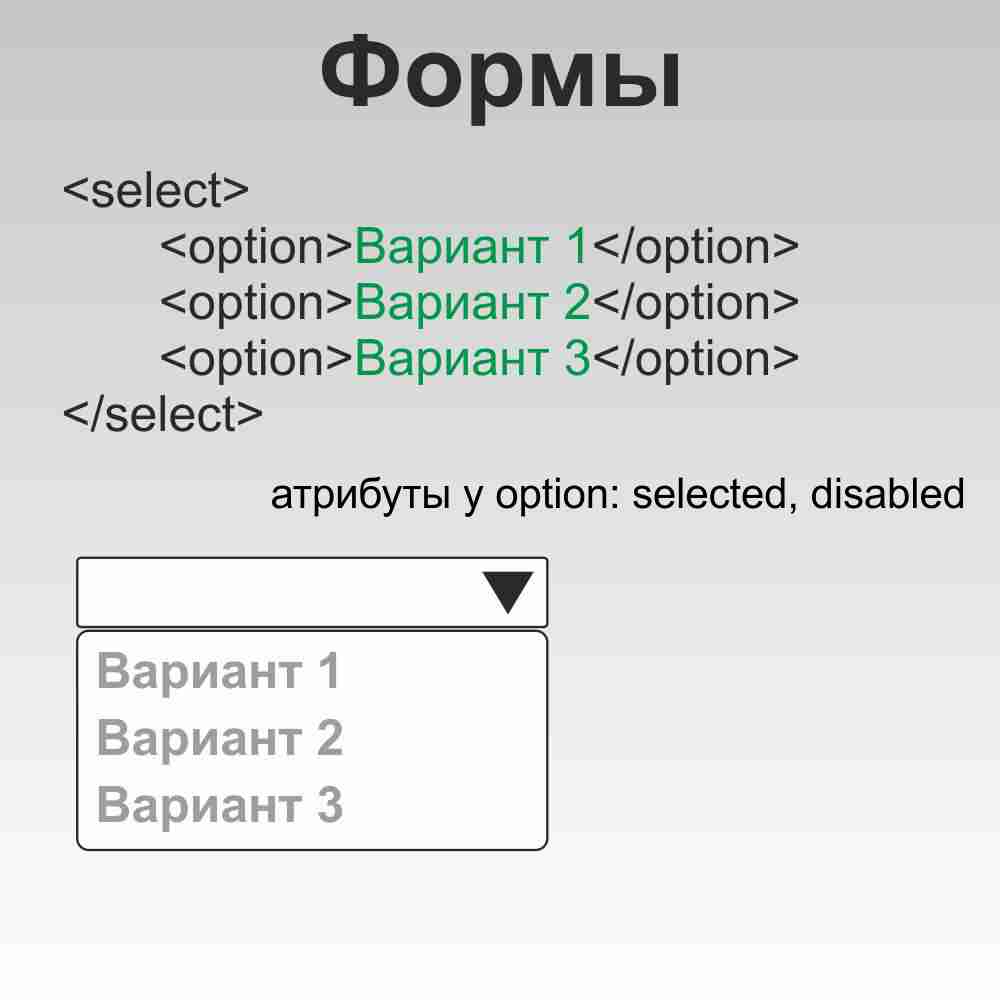 Формы
<select>
<option>Вариант 1</option>
<option>Вариант 2</option>
<option>Вариант 3</option>
</select>
атрибуты у option: selected, disabled
Вариант 1
Вариант 2
Вариант 3